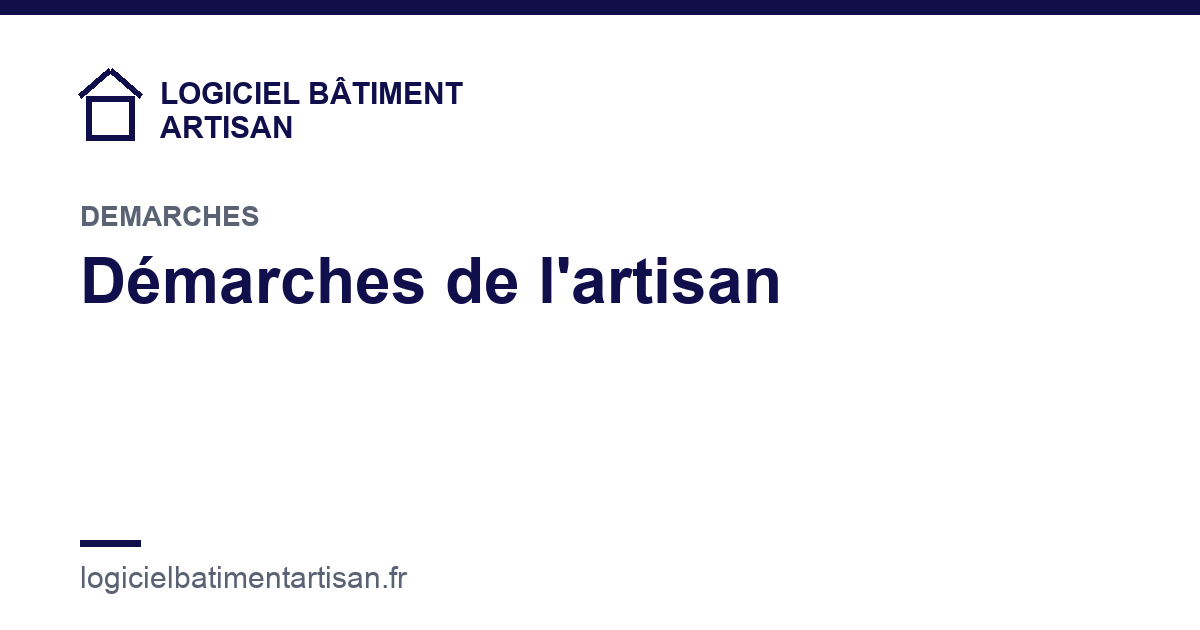 LOGICIEL BÂTIMENT
ARTISAN
DEMARCHES
Démarches de l'artisan
logicielbatimentartisan.fr